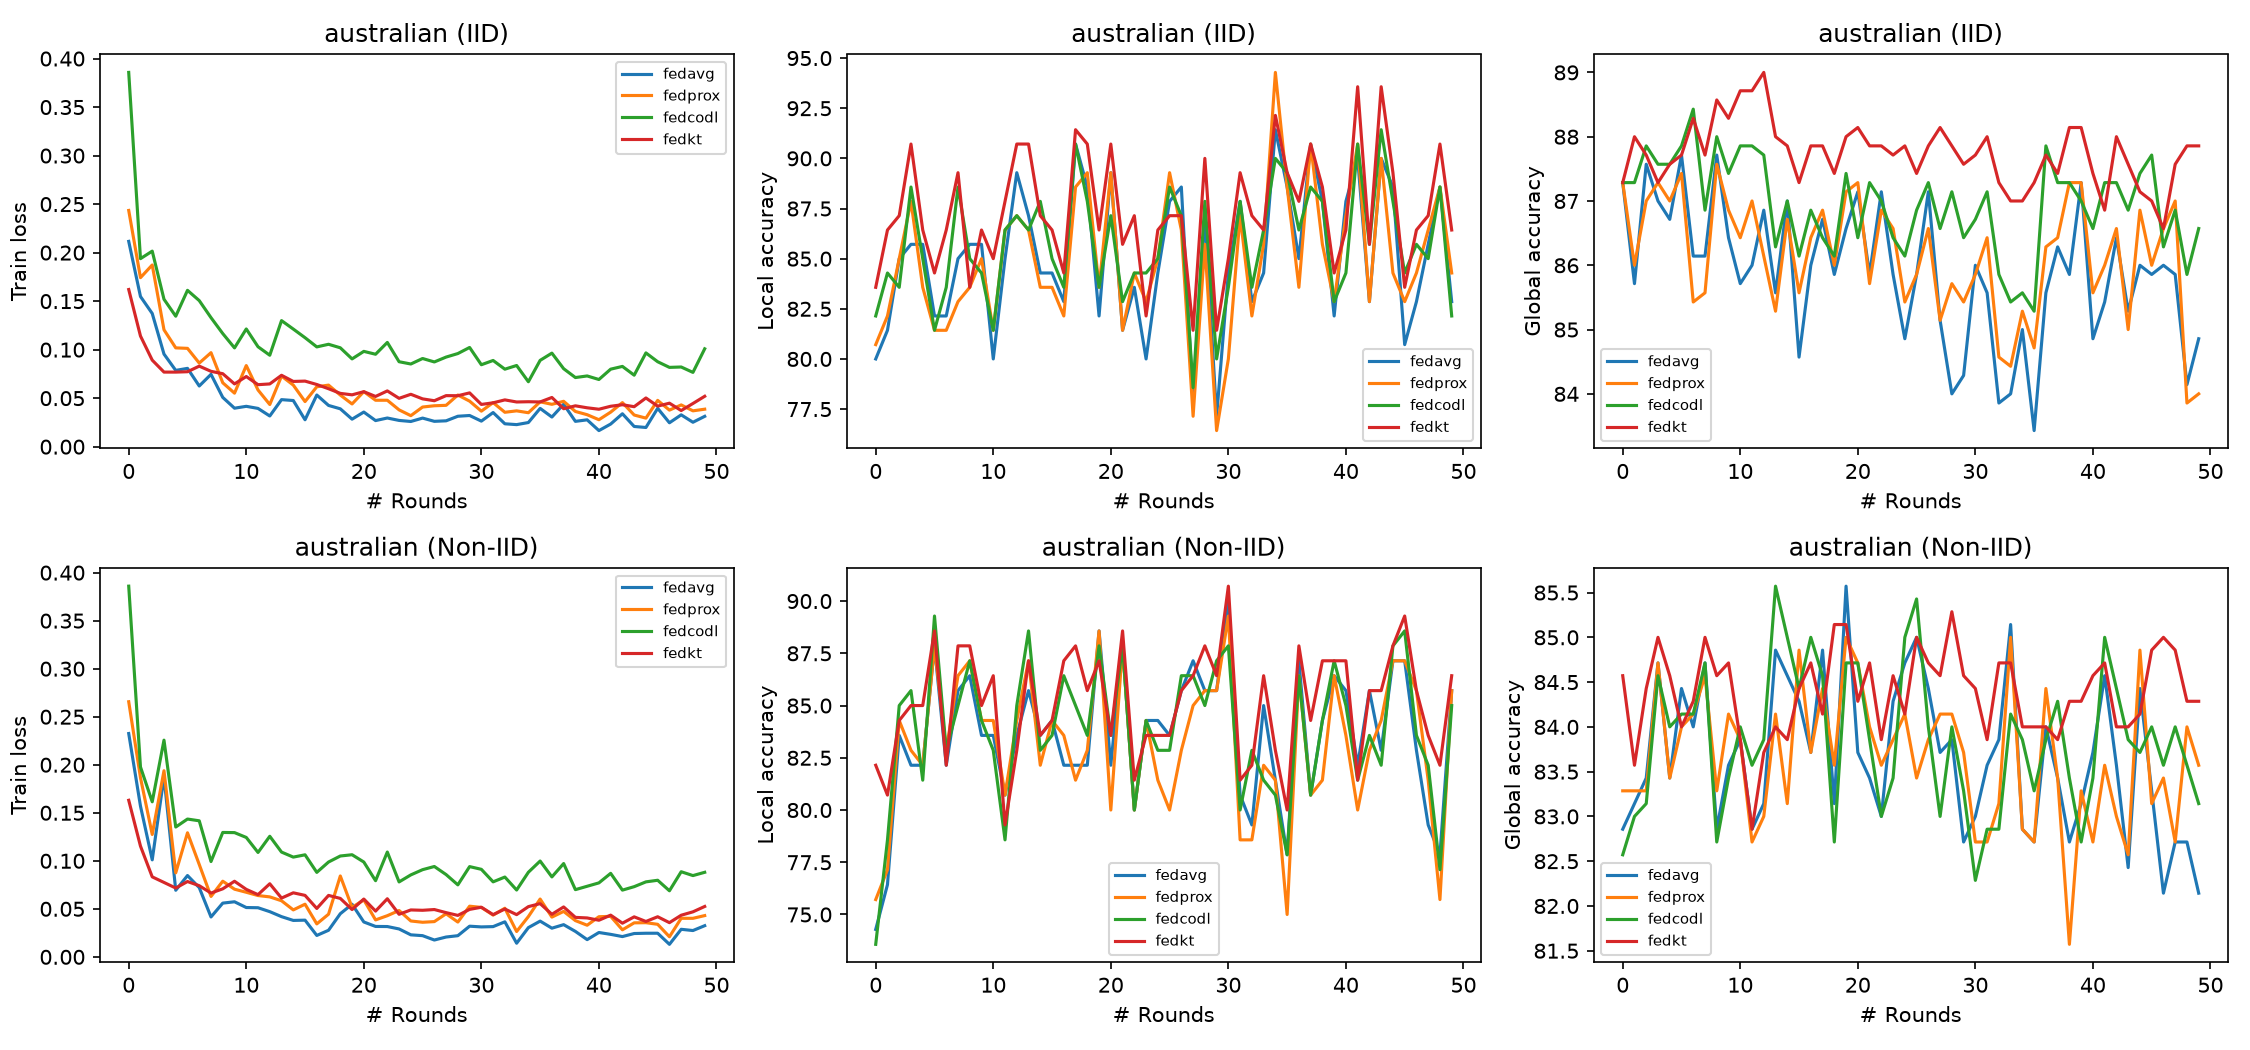 australian (IID)
0.40
0.35
0.30
0.25
0.20
0.15
0.10
0.05
0.00
Train loss
fedavg
fedprox
fedcodl
fedkt
0 10 20 30 40 50
# Rounds
australian (IID)
95.0
92.5
90.0
87.5
85.0
82.5
80.0
77.5
Local accuracy
fedavg
fedprox
fedcodl
fedkt
0 10 20 30 40 50
# Rounds
australian (IID)
89
88
87
86
85
84
Global accuracy
fedavg
fedprox
fedcodl
fedkt
0 10 20 30 40 50
# Rounds
australian (Non-IID)
0.40
0.35
0.30
0.25
0.20
0.15
0.10
0.05
0.00
Train loss
fedavg
fedprox
fedcodl
fedkt
0 10 20 30 40 50
# Rounds
australian (Non-IID)
90.0
87.5
85.0
82.5
80.0
77.5
75.0
Local accuracy
fedavg
fedprox
fedcodl
fedkt
0 10 20 30 40 50
# Rounds
australian (Non-IID)
85.5
85.0
84.5
84.0
83.5
83.0
82.5
82.0
81.5
Global accuracy
fedavg
fedprox
fedcodl
fedkt
0 10 20 30 40 50
# Rounds